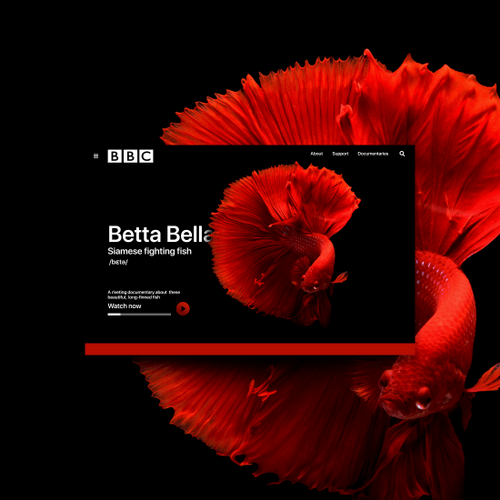 BBC
About Support Documentaries
Betta Bella
Siamese fighting fish
/bɛtə/
A riveting documentary about these
beautiful, long-finned fish
Watch now